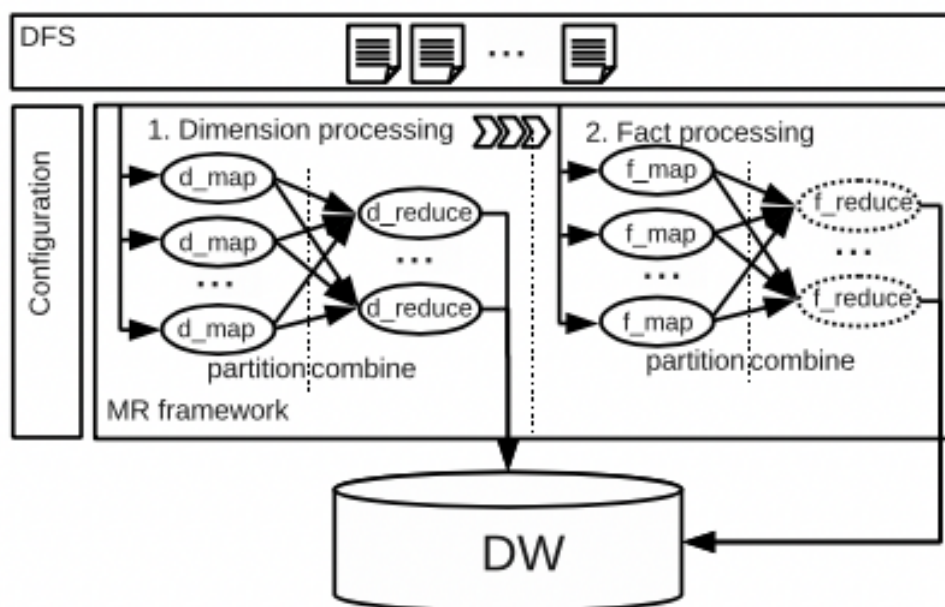 DFS
...
Configuration
1. Dimension processing
d_map
d_map
...
d_map
d_reduce
...
d_reduce
partition combine
2. Fact processing
f_map
f_map
...
f_map
f_reduce
...
f_reduce
partition combine
MR framework
DW